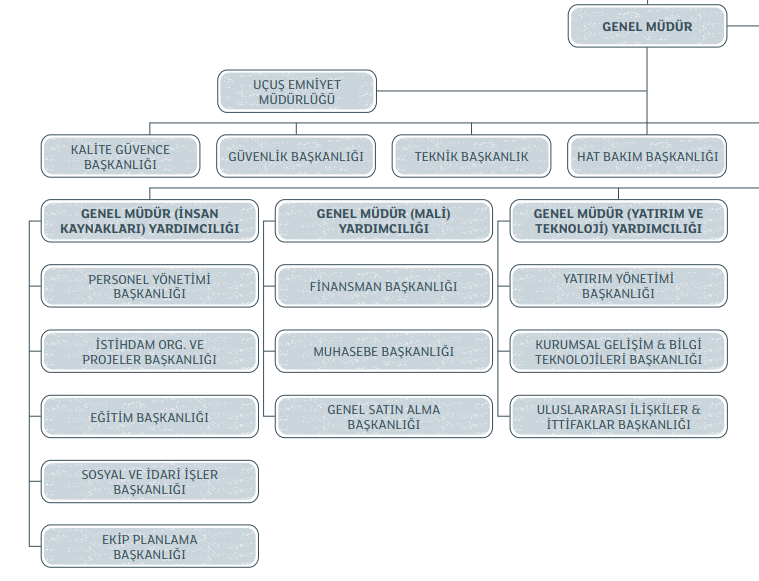 GENEL MÜDÜR
UÇUŞ EMNİYET
MÜDÜRLÜĞÜ
KALİTE GÜVENCE
BAŞKANLIĞI
GÜVENLİK BAŞKANLIĞI
TEKNİK BAŞKANLIK
HAT BAKIM BAŞKANLIĞI
GENEL MÜDÜR (İNSAN
KAYNAKLARI) YARDIMCILIĞI
PERSONEL YÖNETİMİ
BAŞKANLIĞI
İSTİHDAM ORG. VE
PROJELER BAŞKANLIĞI
EĞİTİM BAŞKANLIĞI
SOSYAL VE İDARİ İŞLER
BAŞKANLIĞI
EKİP PLANLAMA
BAŞKANLIĞI
GENEL MÜDÜR (MALİ)
YARDIMCILIĞI
FİNANSMAN BAŞKANLIĞI
MUHASEBE BAŞKANLIĞI
GENEL SATIN ALMA
BAŞKANLIĞI
GENEL MÜDÜR (YATIRIM VE
TEKNOLOJİ) YARDIMCILIĞI
YATIRIM YÖNETİMİ
BAŞKANLIĞI
KURUMSAL GELİŞİM & BİLGİ
TEKNOLOJİLERİ BAŞKANLIĞI
ULUSLARARASI İLİŞKİLER &
İTTİFAKLAR BAŞKANLIĞI